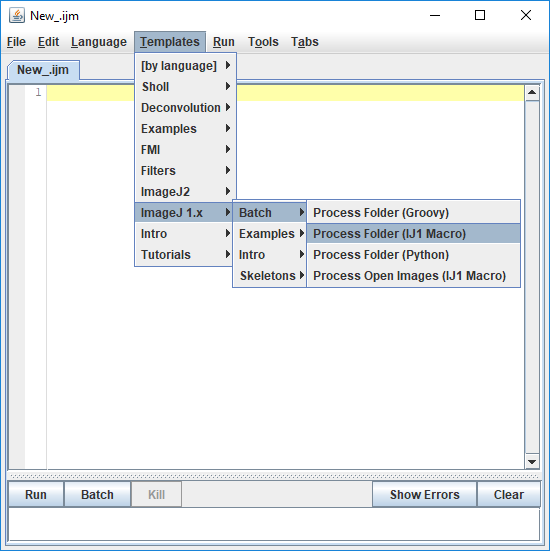 New_.ijm
File Edit Language Templates Run Tools Tabs
New_.ijm
1
[by language]
Sholl
Deconvolution
Examples
FMI
Filters
ImageJ2
ImageJ 1.x
Intro
Tutorials
Batch
Examples
Intro
Skeletons
Process Folder (Groovy)
Process Folder (IJ1 Macro)
Process Folder (Python)
Process Open Images (IJ1 Macro)
Run Batch Kill Show Errors Clear